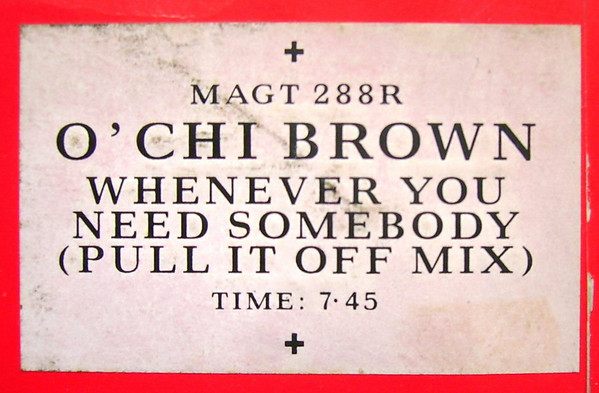 MAGT 288R
O'CHI BROWN
WHENEVER YOU
NEED SOMEBODY
(PULL IT OFF MIX)
TIME: 7·45